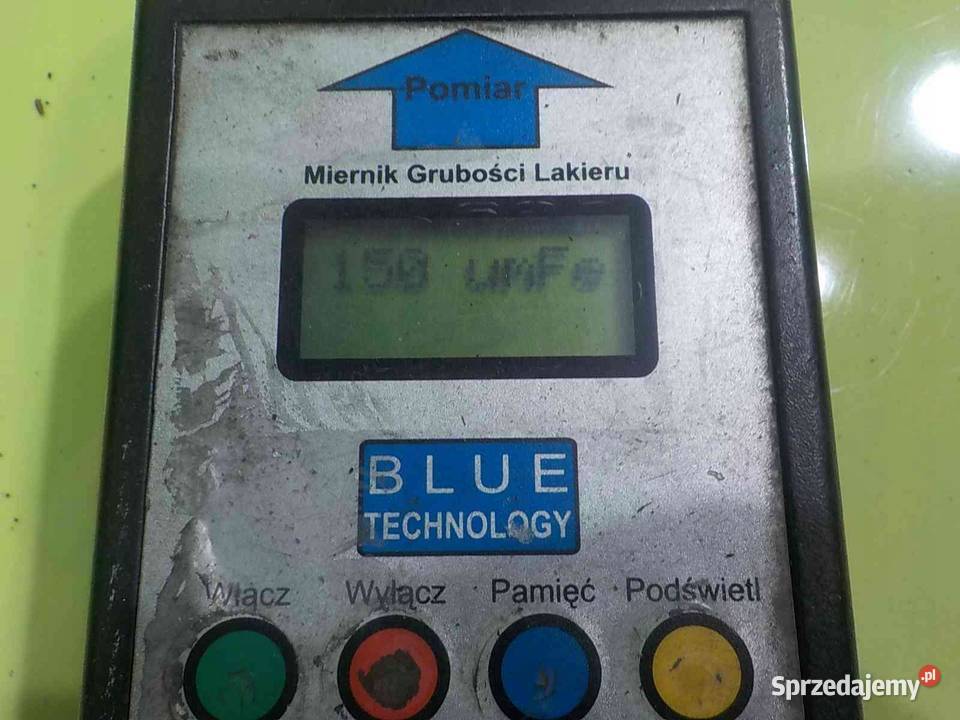 Pomiar
Miernik Grubości Lakieru
150 umFe
BLUE
TECHNOLOGY
Włącz Wyłącz Pamięć Podświetl
Sprzedajemy.pl